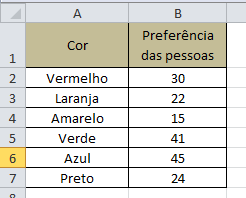 A B
1 Cor Preferência
das pessoas
2 Vermelho 30
3 Laranja 22
4 Amarelo 15
5 Verde 41
6 Azul 45
7 Preto 24